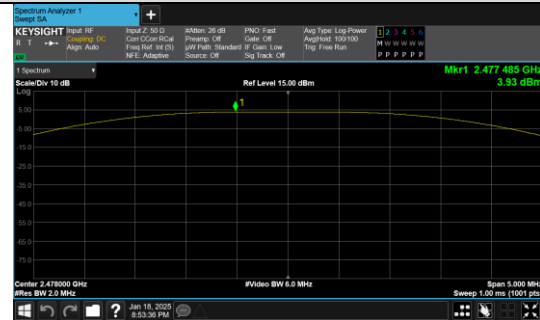 Spectrum Analyzer 1
Swept SA
+
KEYSIGHT Input: RF Input Z: 50 Ω #Atten: 26 dB PNO: Fast Avg Type: Log-Power 1 2 3 4 5 6
R T Coupling: DC Corr CCorr RCal Preamp: Off Gate: Off Avg|Hold: 100/100 M W W W W W
Align: Auto Freq Ref: Int (S) µW Path: Standard IF Gain: Low Trig: Free Run
NFE: Adaptive Source: Off Sig Track: Off P P P P P P
1 Spectrum Mkr1 2.477 485 GHz
Scale/Div 10 dB Ref Level 15.00 dBm 3.93 dBm
Log
1
5.00
-5.00
-15.0
-25.0
-35.0
-45.0
-55.0
-65.0
-75.0
Center 2.478000 GHz #Video BW 6.0 MHz Span 5.000 MHz
#Res BW 2.0 MHz Sweep 1.00 ms (1001 pts
? Jan 18, 2025
8:53:36 PM